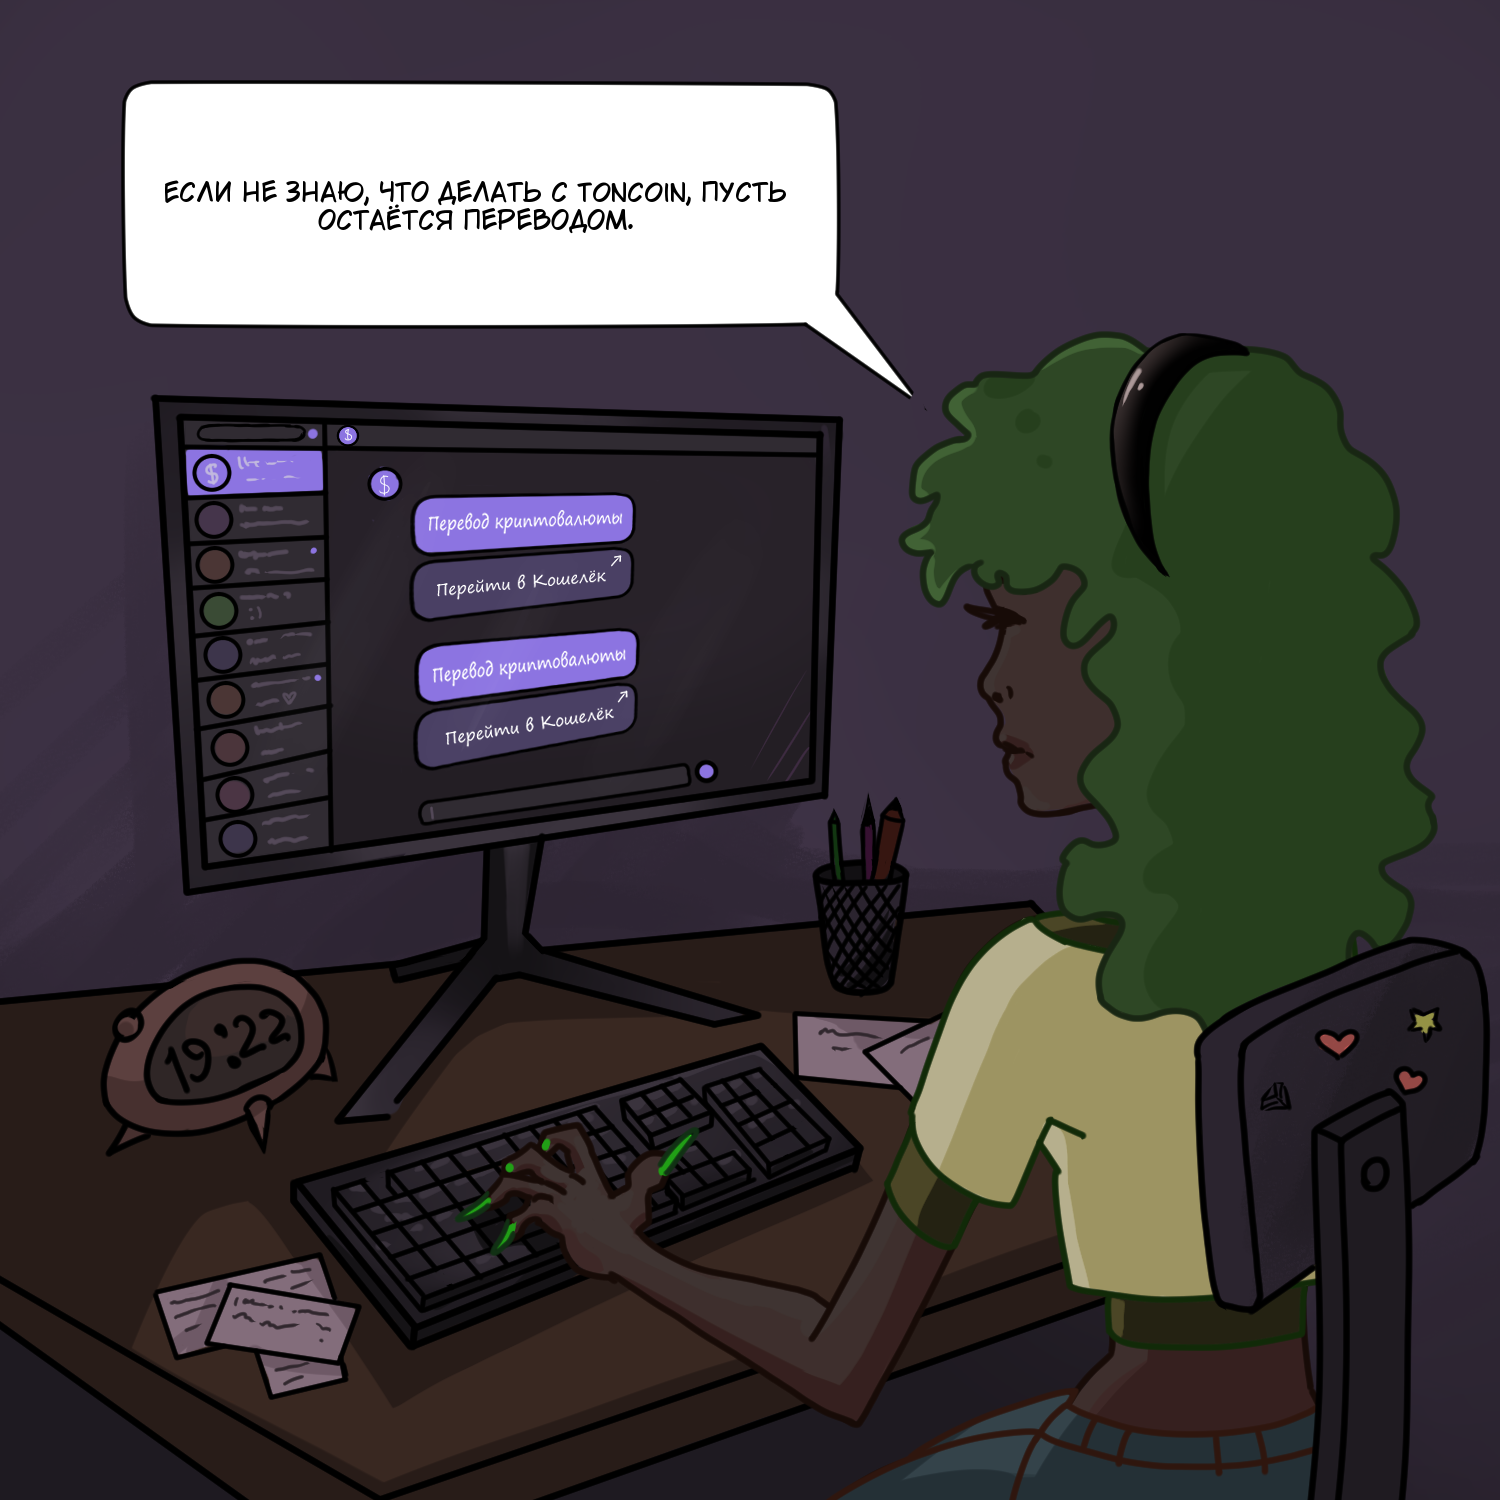 ЕСЛИ НЕ ЗНАЮ, ЧТО ДЕЛАТЬ С TONCOIN, ПУСТЬ
ОСТАЁТСЯ ПЕРЕВОДОМ.
$
$
$
Перевод криптовалюты
Перейти в Кошелёк
:)
Перевод криптовалюты
Перейти в Кошелёк
19:22